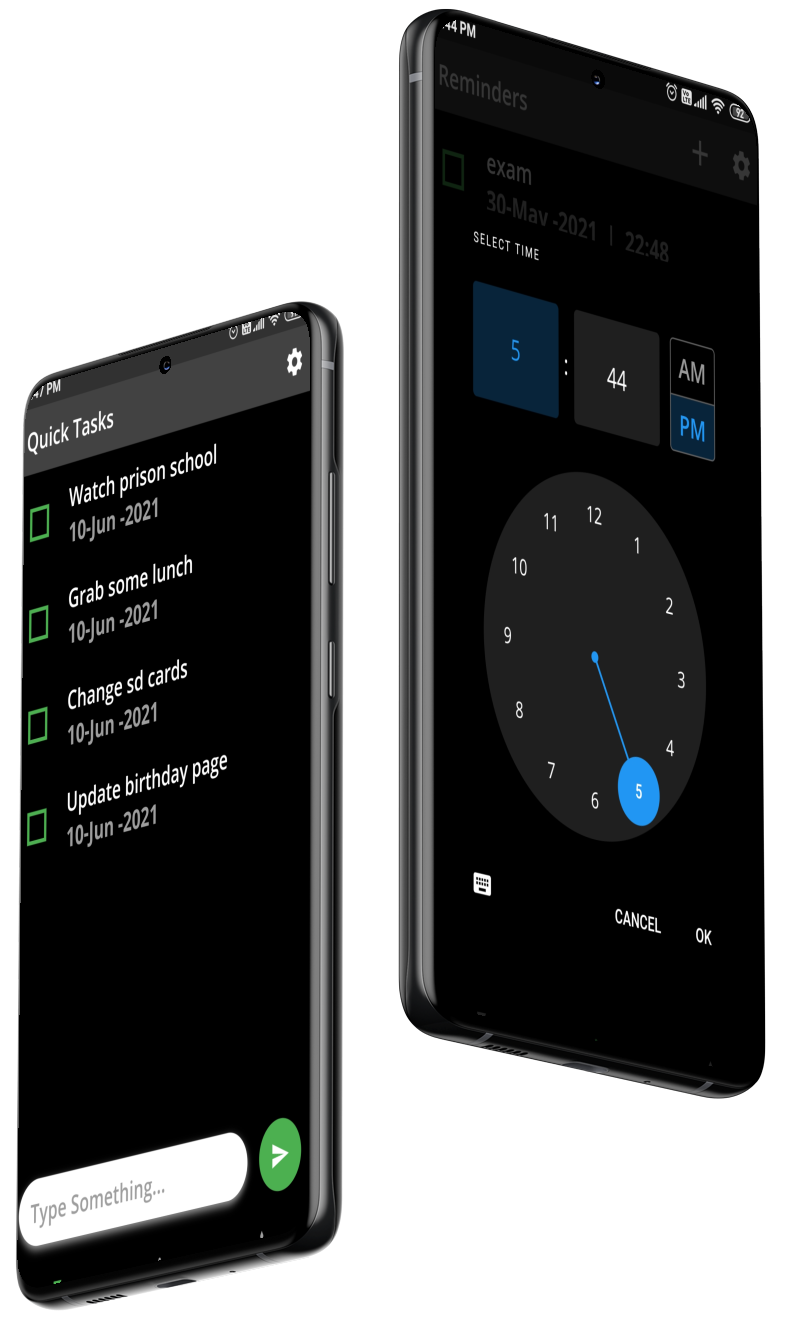 :47 PM
Quick Tasks
Watch prison school
10-Jun -2021
Grab some lunch
10-Jun -2021
Change sd cards
10-Jun -2021
Update birthday page
10-Jun -2021
Type Something...
:44 PM
92
Reminders
exam
30-May -2021 | 22:48
SELECT TIME
5 : 44
AM
PM
12
11 1
10 2
9 3
8 4
7 5
6
CANCEL OK